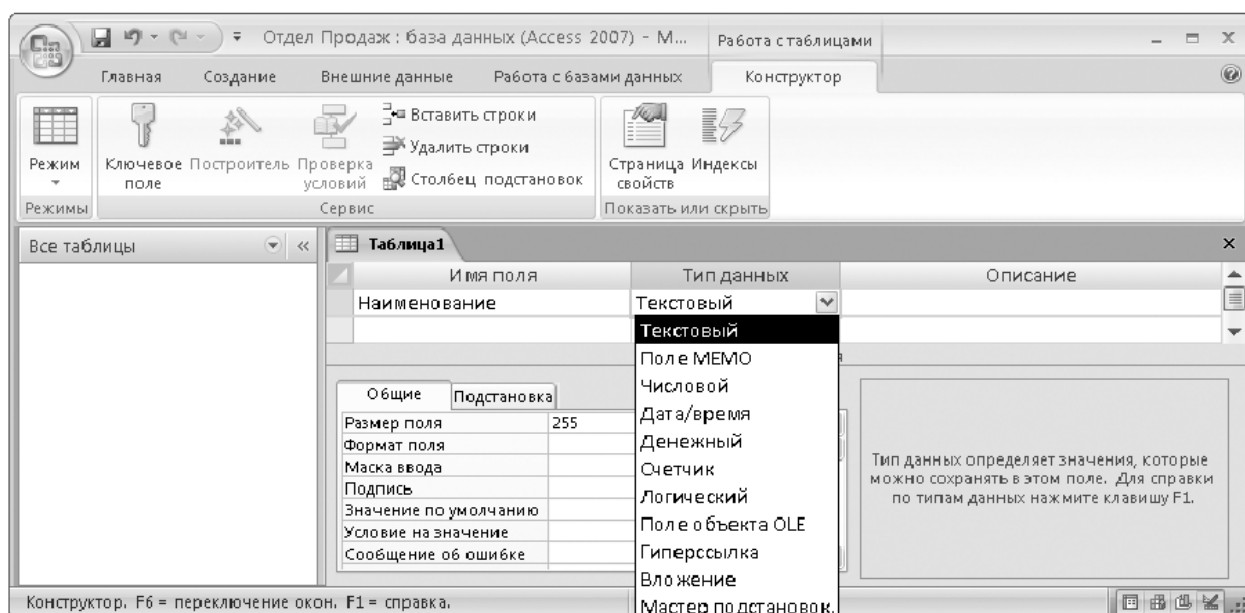 Отдел Продаж : база данных (Access 2007) - M...
Работа с таблицами
Главная
Создание
Внешние данные
Работа с базами данных
Конструктор
Режим
Ключевое поле
Построитель
Проверка условий
Вставить строки
Удалить строки
Столбец подстановок
Страница свойств
Индексы
Режимы
Сервис
Показать или скрыть
Все таблицы
Таблица1
Имя поля
Тип данных
Описание
Наименование
Текстовый
Текстовый
Поле МЕМО
Числовой
Дата/время
Денежный
Счетчик
Логический
Поле объекта OLE
Гиперссылка
Вложение
Мастер подстановок.
Общие
Подстановка
Размер поля 255
Формат поля
Маска ввода
Подпись
Значение по умолчанию
Условие на значение
Сообщение об ошибке
Тип данных определяет значения, которые
можно сохранять в этом поле. Для справки
по типам данных нажмите клавишу F1.
Конструктор. F6 = переключение окон. F1 = справка.